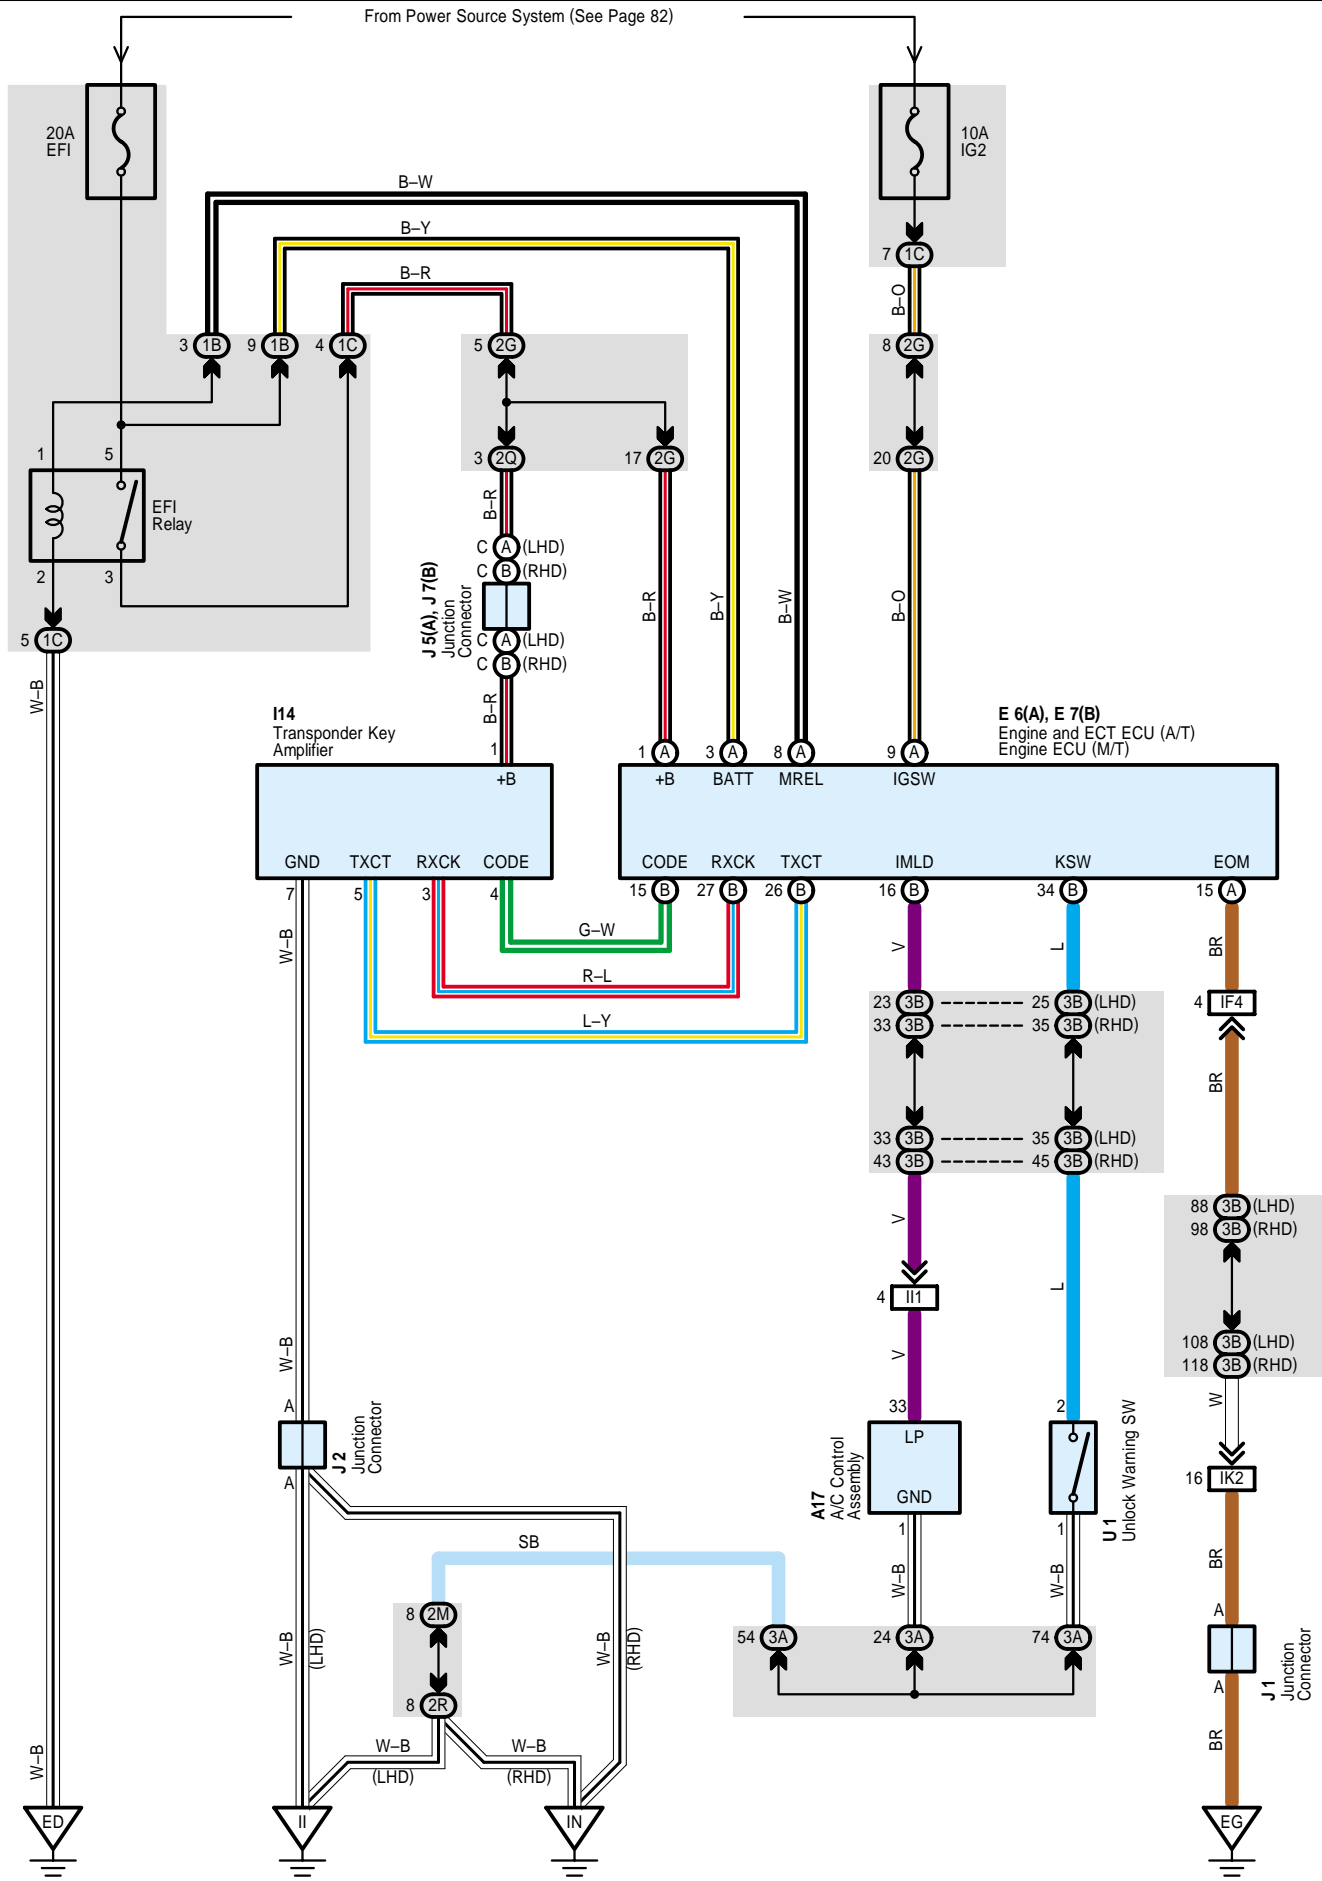 From Power Source System (See Page 82)
20A
EFI
10A
IG2
B–W
B–Y
B–R
7 1C
B–O
3 1B
9 1B
4 1C
5 2G
8 2G
3 2Q
17 2G
20 2G
1
5
EFI
Relay
2
3
5 1C
B–R
C A (LHD)
C B (RHD)
J 5(A), J 7(B)
Junction
Connector
C A (LHD)
C B (RHD)
B–R
B–R
B–Y
B–W
B–O
W–B
I14
Transponder Key
Amplifier
E 6(A), E 7(B)
Engine and ECT ECU (A/T)
Engine ECU (M/T)
1
1 A
3 A
8 A
9 A
+B
+B
BATT
MREL
IGSW
GND
TXCT
RXCK
CODE
CODE
RXCK
TXCT
IMLD
KSW
EOM
7
5
3
4
15 B
27 B
26 B
16 B
34 B
15 A
W–B
G–W
R–L
L–Y
V
L
BR
23 3B
25 3B (LHD)
33 3B
35 3B (RHD)
4 IF4
BR
33 3B
35 3B (LHD)
43 3B
45 3B (RHD)
V
L
88 3B (LHD)
98 3B (RHD)
4 II1
108 3B (LHD)
118 3B (RHD)
W–B
V
W
A
33
2
J 2
Junction
Connector
A
LP
GND
A17
A/C Control
Assembly
U 1
Unlock Warning SW
16 IK2
1
1
SB
W–B
W–B
BR
8 2M
54 3A
24 3A
74 3A
A
W–B
(LHD)
W–B
(RHD)
J 1
Junction
Connector
A
8 2R
W–B
(LHD)
W–B
(RHD)
W–B
BR
ED
II
IN
EG